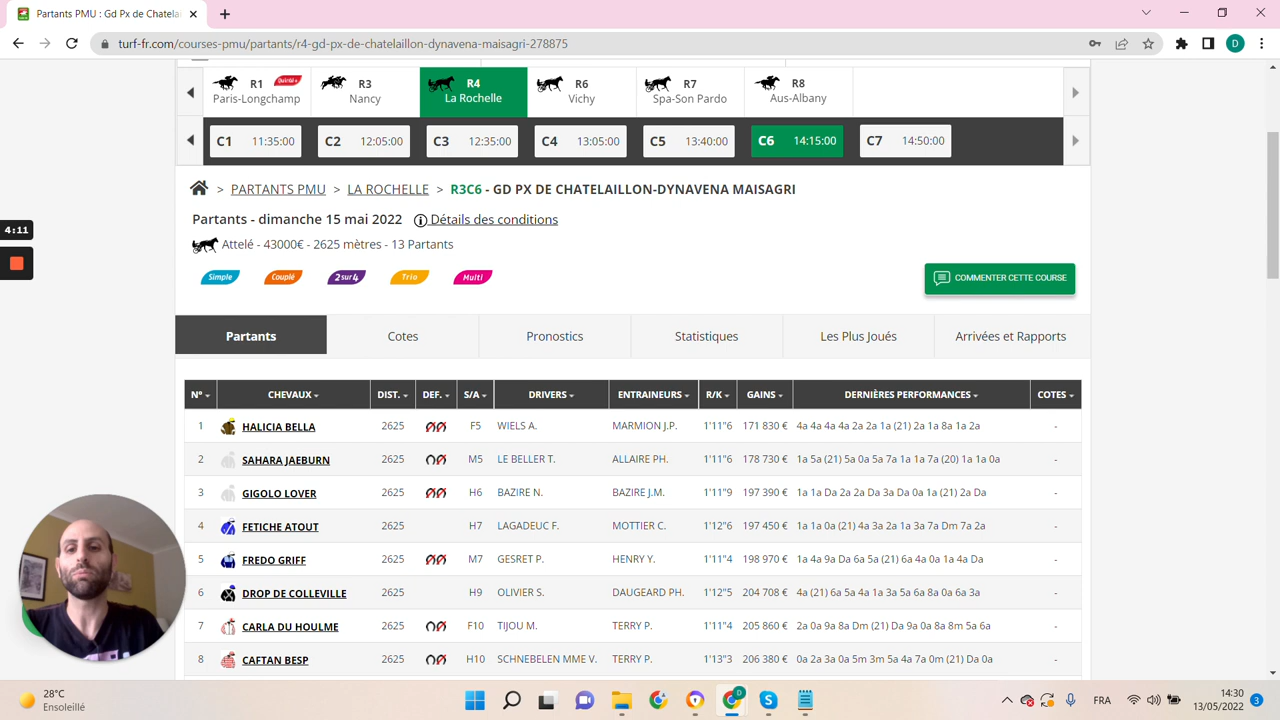 Partants PMU : Gd Px de Chatelai
turf-fr.com/courses-pmu/partants/r4-gd-px-de-chatelaillon-dynavena-maisagri-278875
D
R1 Quinté+ R3 R4 R6 R7 R8
Paris-Longchamp Nancy La Rochelle Vichy Spa-Son Pardo Aus-Albany
C1 11:35:00 C2 12:05:00 C3 12:35:00 C4 13:05:00 C5 13:40:00 C6 14:15:00 C7 14:50:00
> PARTANTS PMU > LA ROCHELLE > R3C6 - GD PX DE CHATELAILLON-DYNAVENA MAISAGRI
Partants - dimanche 15 mai 2022 Détails des conditions
4:11
Attelé - 43000€ - 2625 mètres - 13 Partants
Simple Couplé 2sur4 Trio Multi
COMMENTER CETTE COURSE
Partants Cotes Pronostics Statistiques Les Plus Joués Arrivées et Rapports
N° CHEVAUX DIST. DEF. S/A DRIVERS ENTRAINEURS R/K GAINS DERNIÈRES PERFORMANCES COTES
1 HALICIA BELLA 2625 F5 WIELS A. MARMION J.P. 1'11"6 171 830 € 4a 4a 4a 4a 2a 2a 1a (21) 2a 1a 8a 1a 2a -
2 SAHARA JAEBURN 2625 M5 LE BELLER T. ALLAIRE PH. 1'11"6 178 730 € 1a 5a (21) 5a 0a 5a 7a 1a 1a 7a (20) 1a 1a 0a -
3 GIGOLO LOVER 2625 H6 BAZIRE N. BAZIRE J.M. 1'11"9 197 390 € 1a 1a Da 2a 2a Da 3a Da 0a 1a (21) 2a Da -
4 FETICHE ATOUT 2625 H7 LAGADEUC F. MOTTIER C. 1'12"6 197 450 € 1a 1a 0a (21) 4a 3a 2a 1a 3a 7a Dm 7a 2a -
5 FREDO GRIFF 2625 M7 GESRET P. HENRY Y. 1'11"4 198 970 € 1a 4a 9a Da 6a 5a (21) 6a 4a 0a 1a 4a Da -
6 DROP DE COLLEVILLE 2625 H9 OLIVIER S. DAUGEARD PH. 1'12"5 204 708 € 4a (21) 6a 5a 4a 1a 3a 5a 6a 8a 0a 6a 3a -
7 CARLA DU HOULME 2625 F10 TIJOU M. TERRY P. 1'11"4 205 860 € 2a 0a 9a 8a Dm (21) Da 9a 0a 8a 8m 5a 6a -
8 CAFTAN BESP 2625 H10 SCHNEBELEN MME V. TERRY P. 1'13"3 206 380 € 0a 2a 3a 0a 5m 3m 5a 4a 7a 0m (21) Da 0a -
28°C
Ensoleillé
D
FRA
14:30
13/05/2022
3